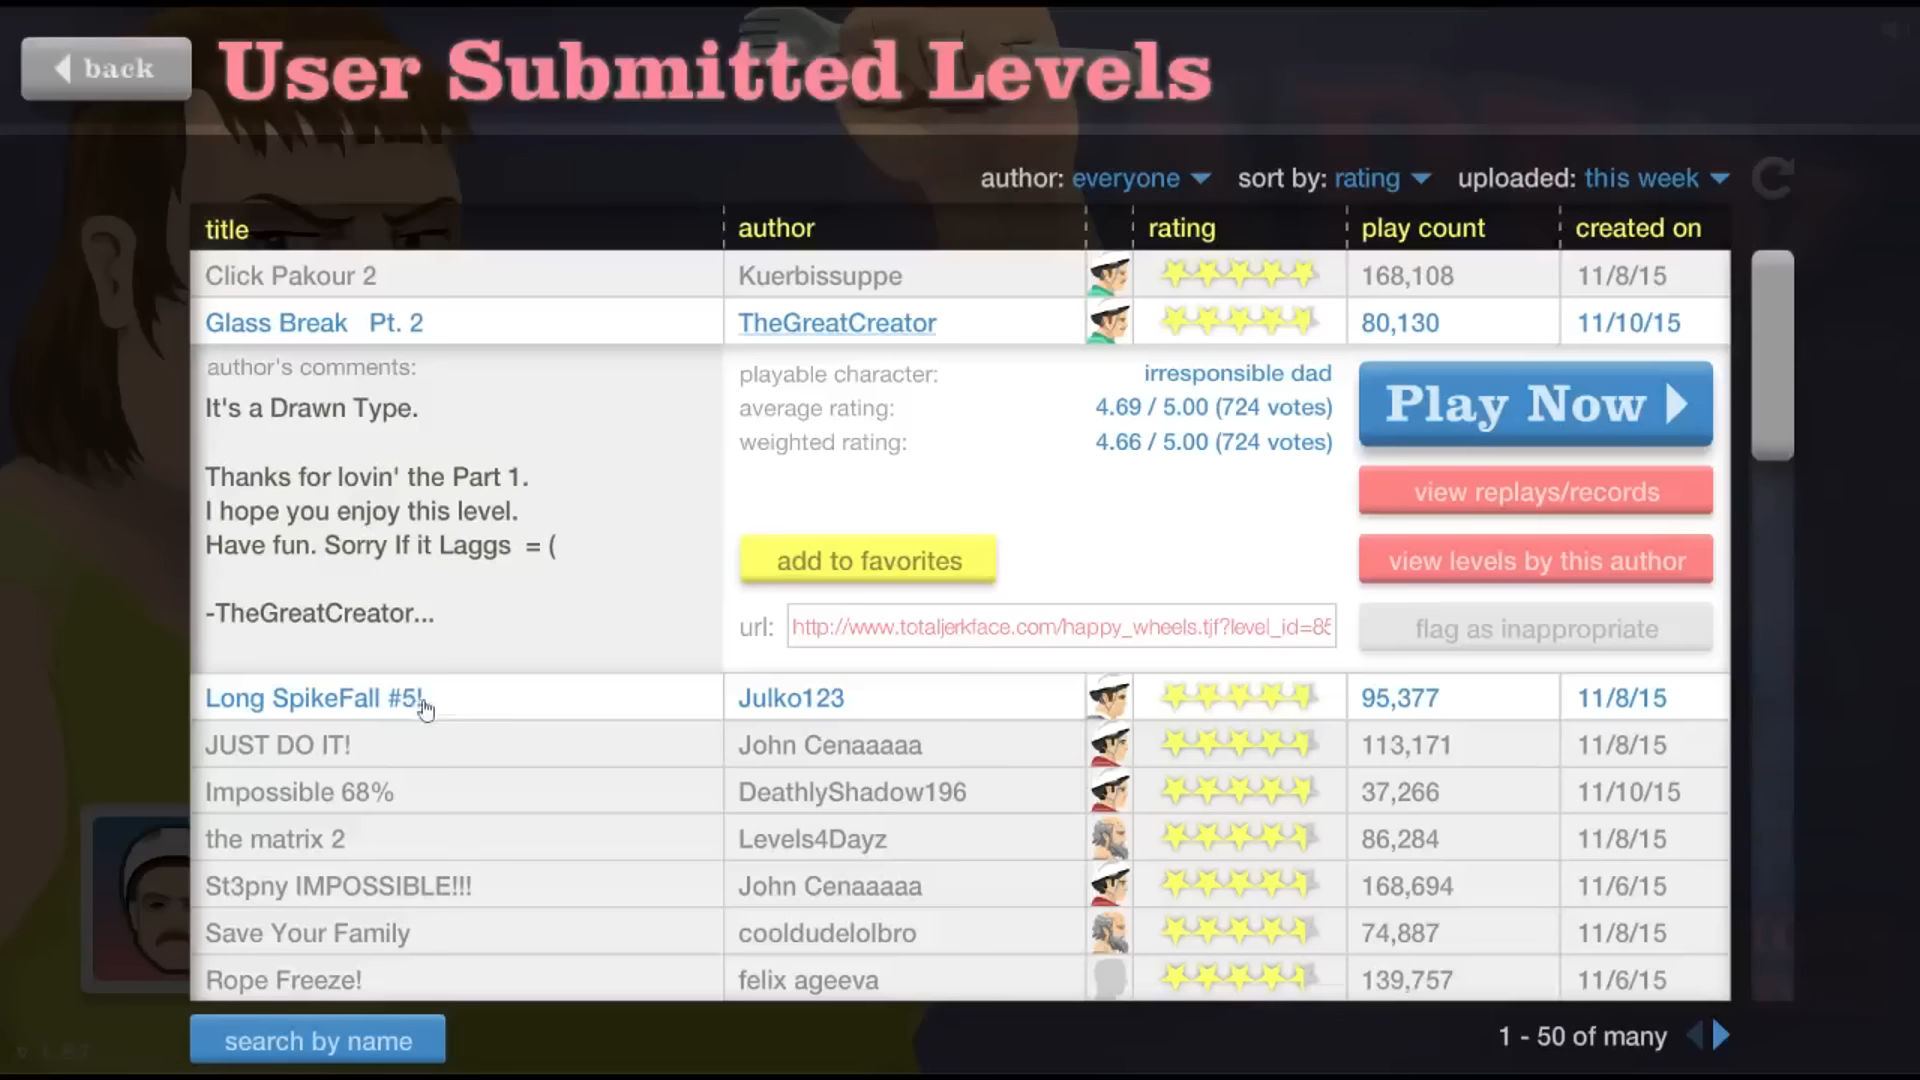 back
User Submitted Levels
author: everyone sort by: rating uploaded: this week
title author rating play count created on
Click Pakour 2 Kuerbissuppe 168,108 11/8/15
Glass Break Pt. 2 TheGreatCreator 80,130 11/10/15
author's comments:
It's a Drawn Type.
Thanks for lovin' the Part 1.
I hope you enjoy this level.
Have fun. Sorry If it Laggs = (
-TheGreatCreator...
playable character: irresponsible dad
average rating: 4.69 / 5.00 (724 votes)
weighted rating: 4.66 / 5.00 (724 votes)
add to favorites
url: http://www.totaljerkface.com/happy_wheels.tjf?level_id=85
Play Now
view replays/records
view levels by this author
flag as inappropriate
Long SpikeFall #5! Julko123 95,377 11/8/15
JUST DO IT! John Cenaaaaa 113,171 11/8/15
Impossible 68% DeathlyShadow196 37,266 11/10/15
the matrix 2 Levels4Dayz 86,284 11/8/15
St3pny IMPOSSIBLE!!! John Cenaaaaa 168,694 11/6/15
Save Your Family cooldudelolbro 74,887 11/8/15
Rope Freeze! felix ageeva 139,757 11/6/15
search by name
1 - 50 of many